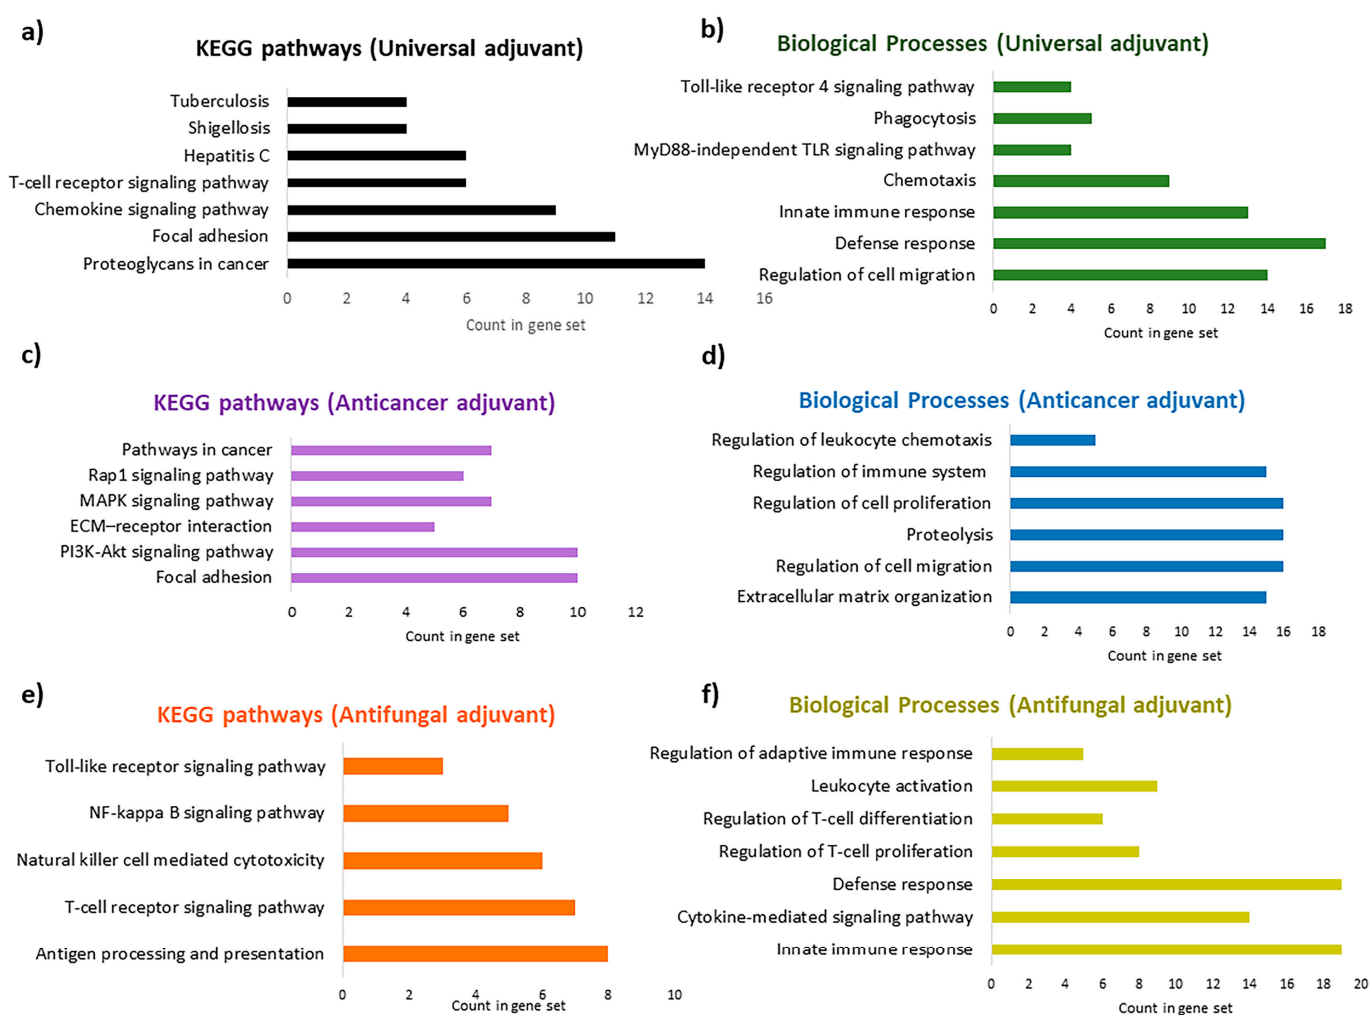 a)
KEGG pathways (Universal adjuvant)
Tuberculosis
Shigellosis
Hepatitis C
T-cell receptor signaling pathway
Chemokine signaling pathway
Focal adhesion
Proteoglycans in cancer
0 2 4 6 8 10 12 14 16
Count in gene set
b)
Biological Processes (Universal adjuvant)
Toll-like receptor 4 signaling pathway
Phagocytosis
MyD88-independent TLR signaling pathway
Chemotaxis
Innate immune response
Defense response
Regulation of cell migration
0 2 4 6 8 10 12 14 16 18
Count in gene set
c)
KEGG pathways (Anticancer adjuvant)
Pathways in cancer
Rap1 signaling pathway
MAPK signaling pathway
ECM–receptor interaction
PI3K-Akt signaling pathway
Focal adhesion
0 2 4 6 8 10 12
Count in gene set
d)
Biological Processes (Anticancer adjuvant)
Regulation of leukocyte chemotaxis
Regulation of immune system
Regulation of cell proliferation
Proteolysis
Regulation of cell migration
Extracellular matrix organization
0 2 4 6 8 10 12 14 16 18
Count in gene set
e)
KEGG pathways (Antifungal adjuvant)
Toll-like receptor signaling pathway
NF-kappa B signaling pathway
Natural killer cell mediated cytotoxicity
T-cell receptor signaling pathway
Antigen processing and presentation
0 2 4 6 8 10
Count in gene set
f)
Biological Processes (Antifungal adjuvant)
Regulation of adaptive immune response
Leukocyte activation
Regulation of T-cell differentiation
Regulation of T-cell proliferation
Defense response
Cytokine-mediated signaling pathway
Innate immune response
0 2 4 6 8 10 12 14 16 18 20
Count in gene set